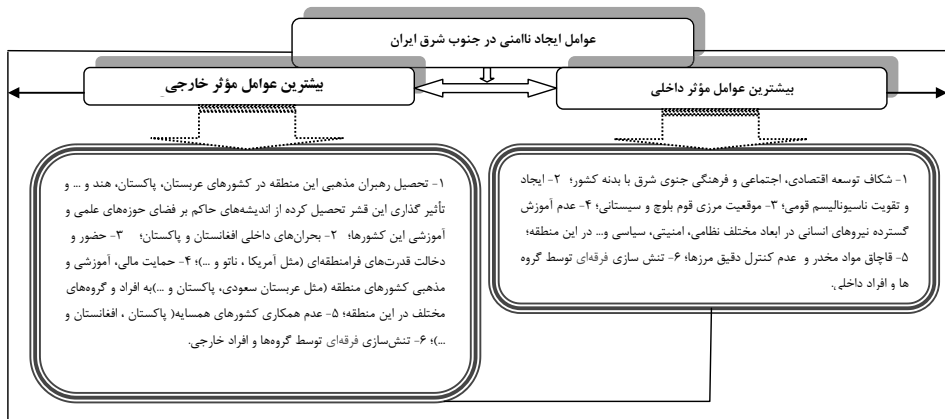 عوامل ایجاد ناامنی در جنوب شرق ایران
بیشترین عوامل مؤثر داخلی
بیشترین عوامل مؤثر خارجی
۱- شکاف توسعه اقتصادی، اجتماعی و فرهنگی جنوی شرق با بدنه کشور؛ ۲- ایجاد
و تقویت ناسیونالیسم قومی؛ ۳- موقعیت مرزی قوم بلوچ و سیستانی؛ ۴- عدم آموزش
گسترده نیروهای انسانی در ابعاد مختلف نظامی، امنیتی، سیاسی و... در این منطقه؛
۵- قاچاق مواد مخدر و عدم کنترل دقیق مرزها؛ ۶- تنش سازی فرقه‌ای توسط گروه
ها و افراد داخلی.
۱- تحصیل رهبران مذهبی این منطقه در کشورهای عربستان، پاکستان، هند و ... و
تأثیر گذاری این قشر تحصیل کرده از اندیشه‌های حاکم بر فضای حوزه‌های علمی و
آموزشی این کشورها؛ ۲- بحران‌های داخلی افغانستان و پاکستان؛ ۳- حضور و
دخالت قدرت‌های فرامنطقه‌ای (مثل آمریکا ، ناتو و ...)؛ ۴- حمایت مالی، آموزشی و
مذهبی کشورهای منطقه (مثل عربستان سعودی، پاکستان و ...)به افراد و گروه‌های
مختلف در این منطقه؛ ۵- عدم همکاری کشورهای همسایه( پاکستان ، افغانستان و
...)؛ ۶- تنش‌سازی فرقه‌ای توسط گروه‌ها و افراد خارجی.